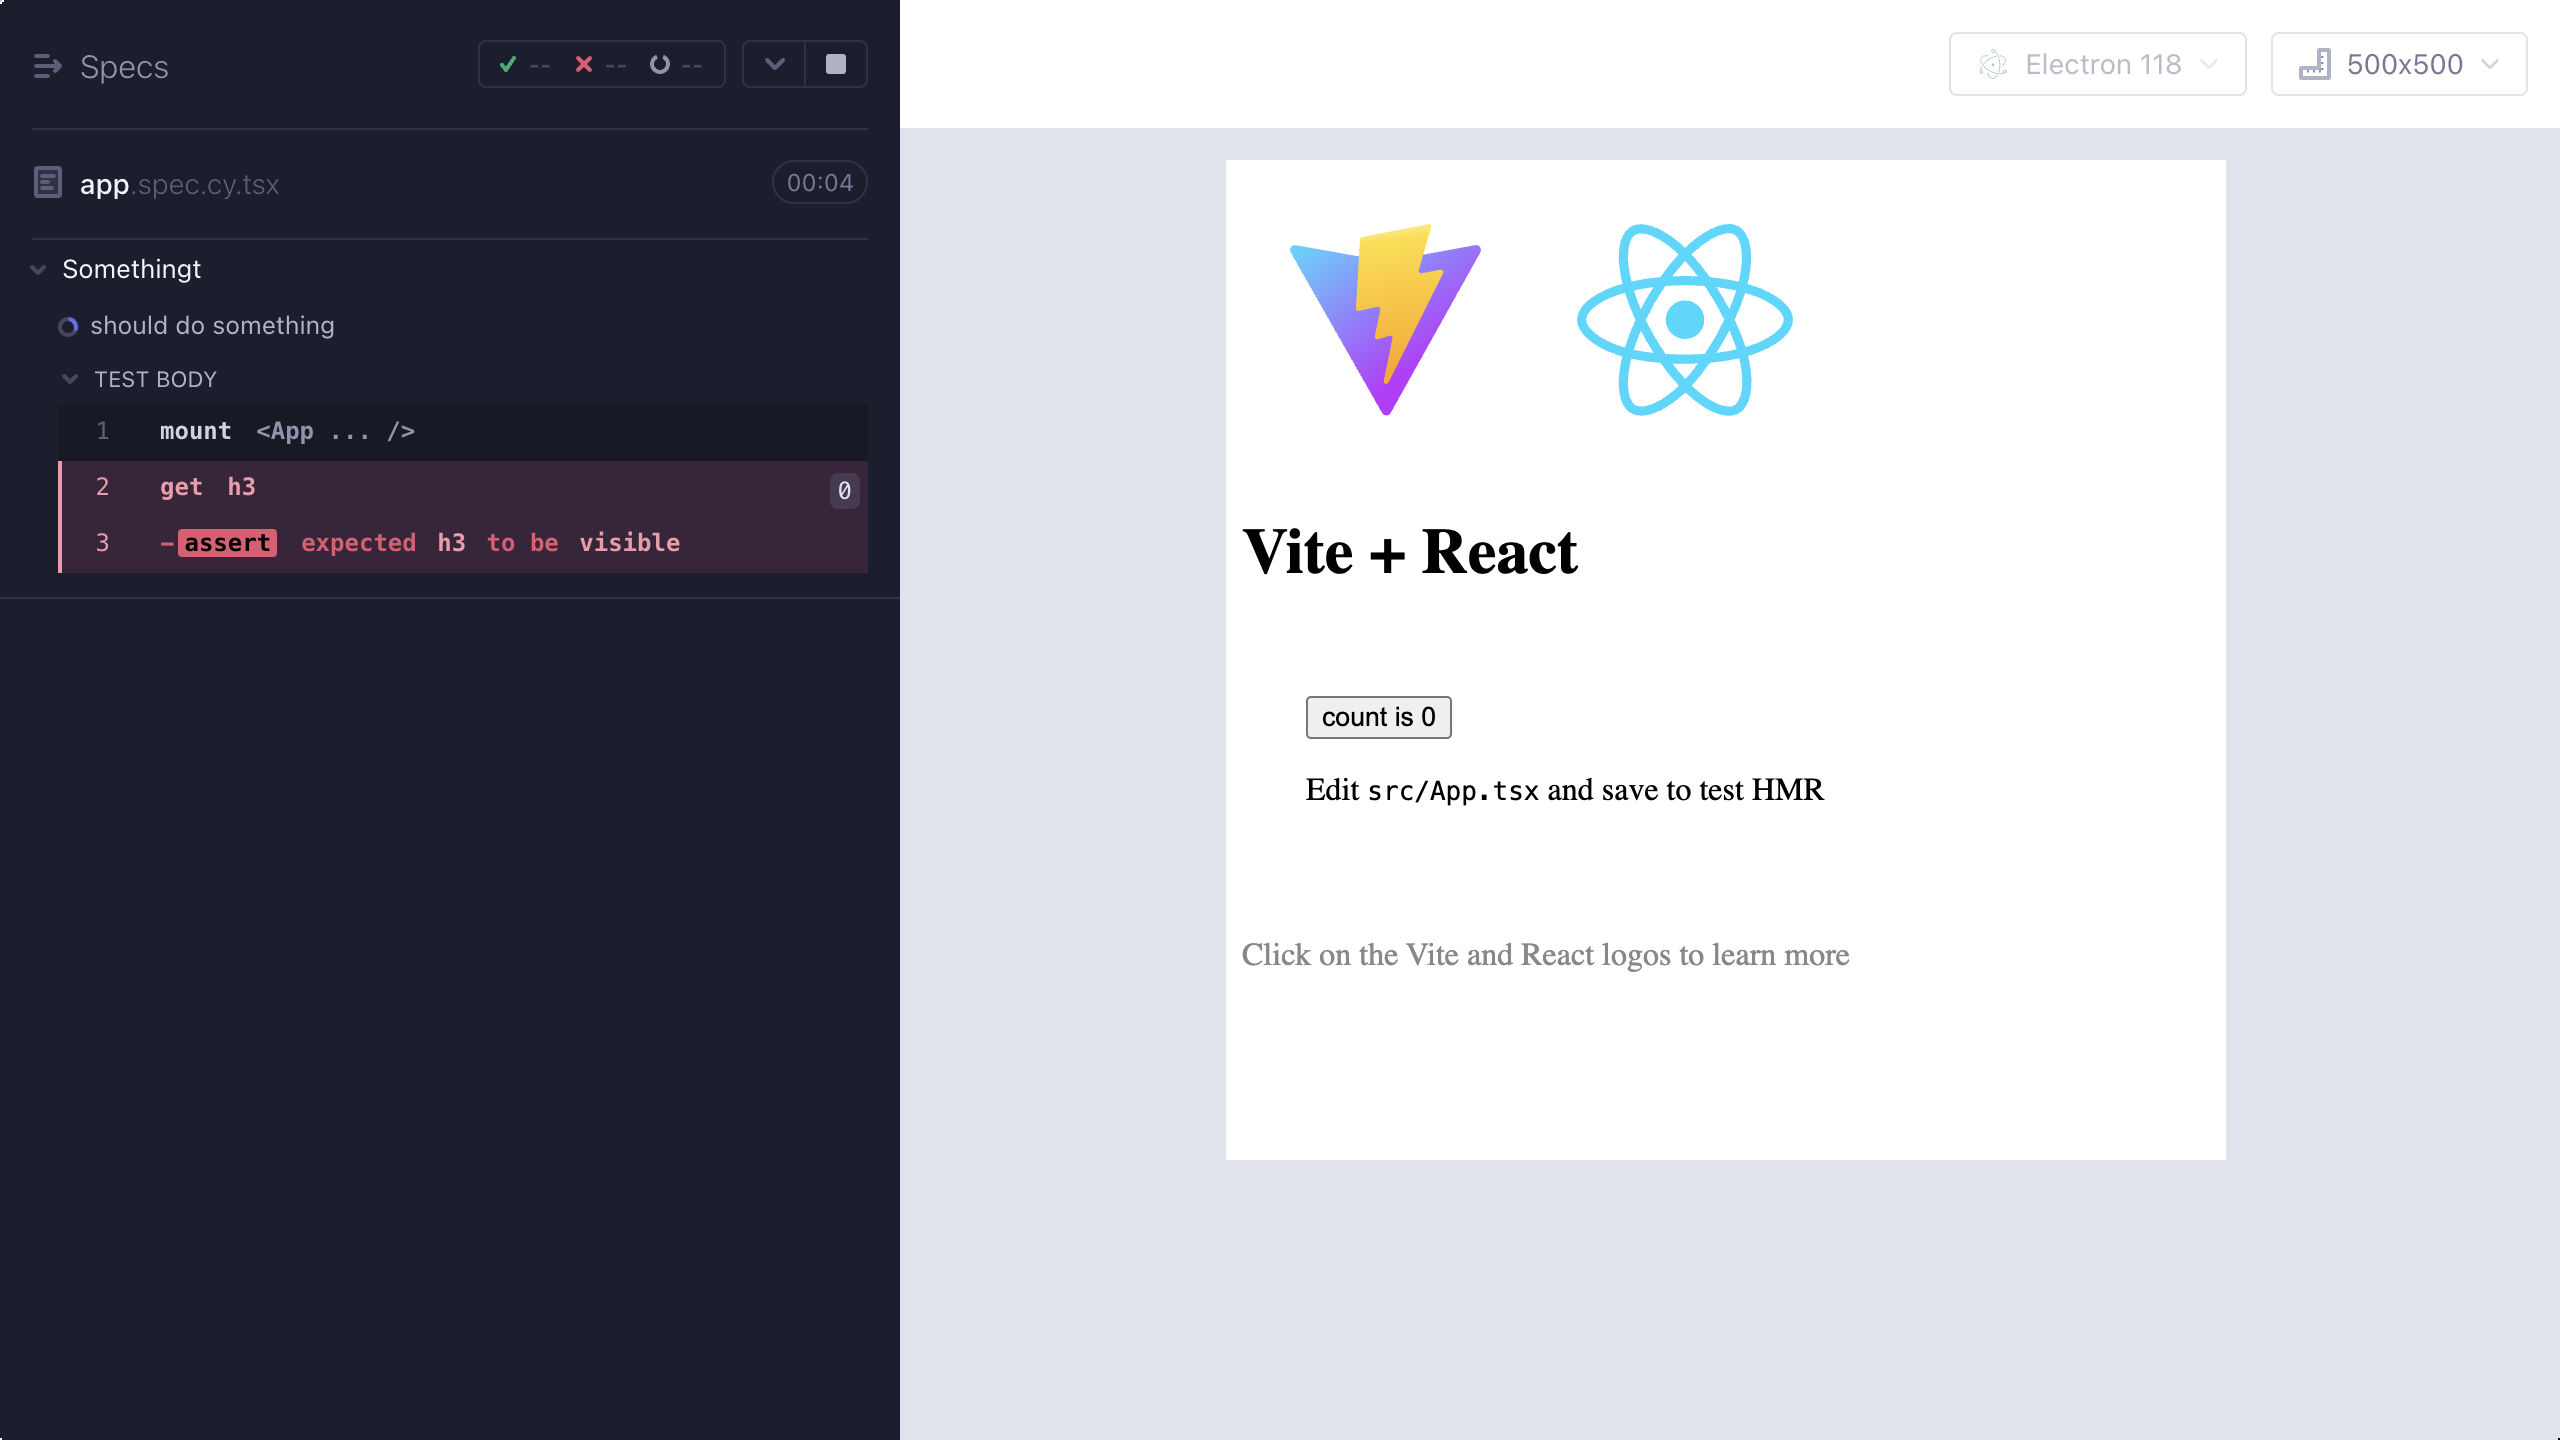 Specs
-- -- --
app.spec.cy.tsx
00:04
Somethingt
should do something
TEST BODY
1 mount <App ... />
2 get h3 0
3 -assert expected h3 to be visible
Electron 118
500x500
Vite + React
count is 0
Edit src/App.tsx and save to test HMR
Click on the Vite and React logos to learn more